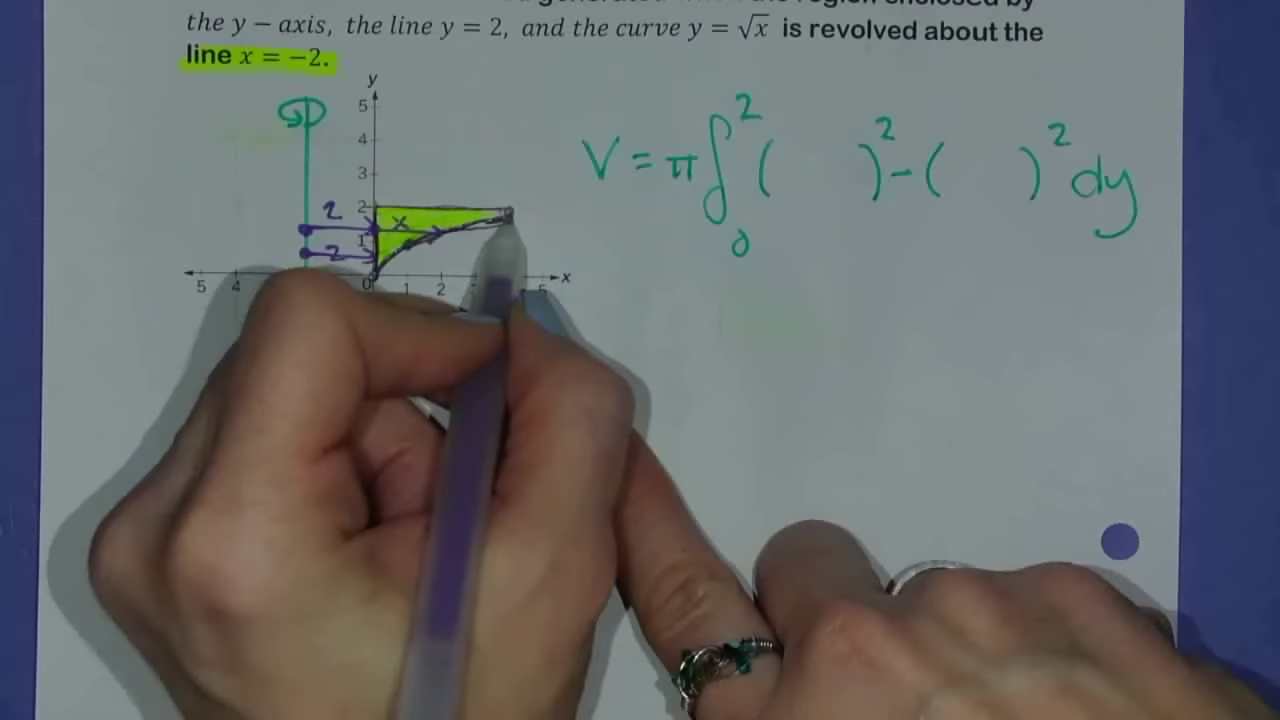 the y − axis, the line y = 2, and the curve y = √x is revolved about the
line x = −2.
y
5
4
3
2
1
5 4 0 1 2 5 x
2
x
2
V = π∫₀² ( )² − ( )² dy